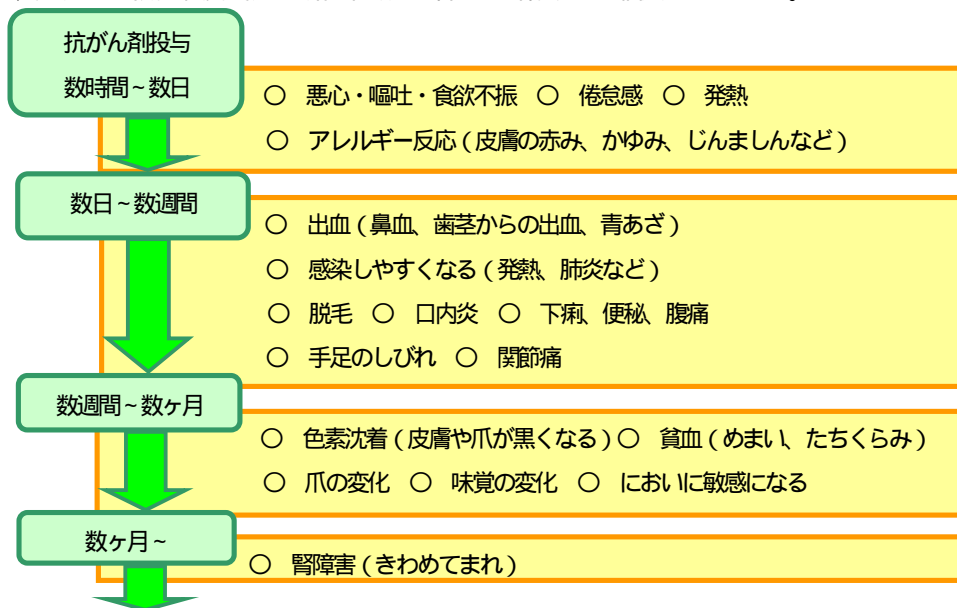 抗がん剤投与
数時間~数日
○ 悪心・嘔吐・食欲不振 ○ 倦怠感 ○ 発熱
○ アレルギー反応(皮膚の赤み、かゆみ、じんましんなど)
数日~数週間
○ 出血(鼻血、歯茎からの出血、青あざ)
○ 感染しやすくなる(発熱、肺炎など)
○ 脱毛 ○ 口内炎 ○ 下痢、便秘、腹痛
○ 手足のしびれ ○ 関節痛
数週間~数ヶ月
○ 色素沈着(皮膚や爪が黒くなる)○ 貧血(めまい、たちくらみ)
○ 爪の変化 ○ 味覚の変化 ○ においに敏感になる
数ヶ月~
○ 腎障害(きわめてまれ)